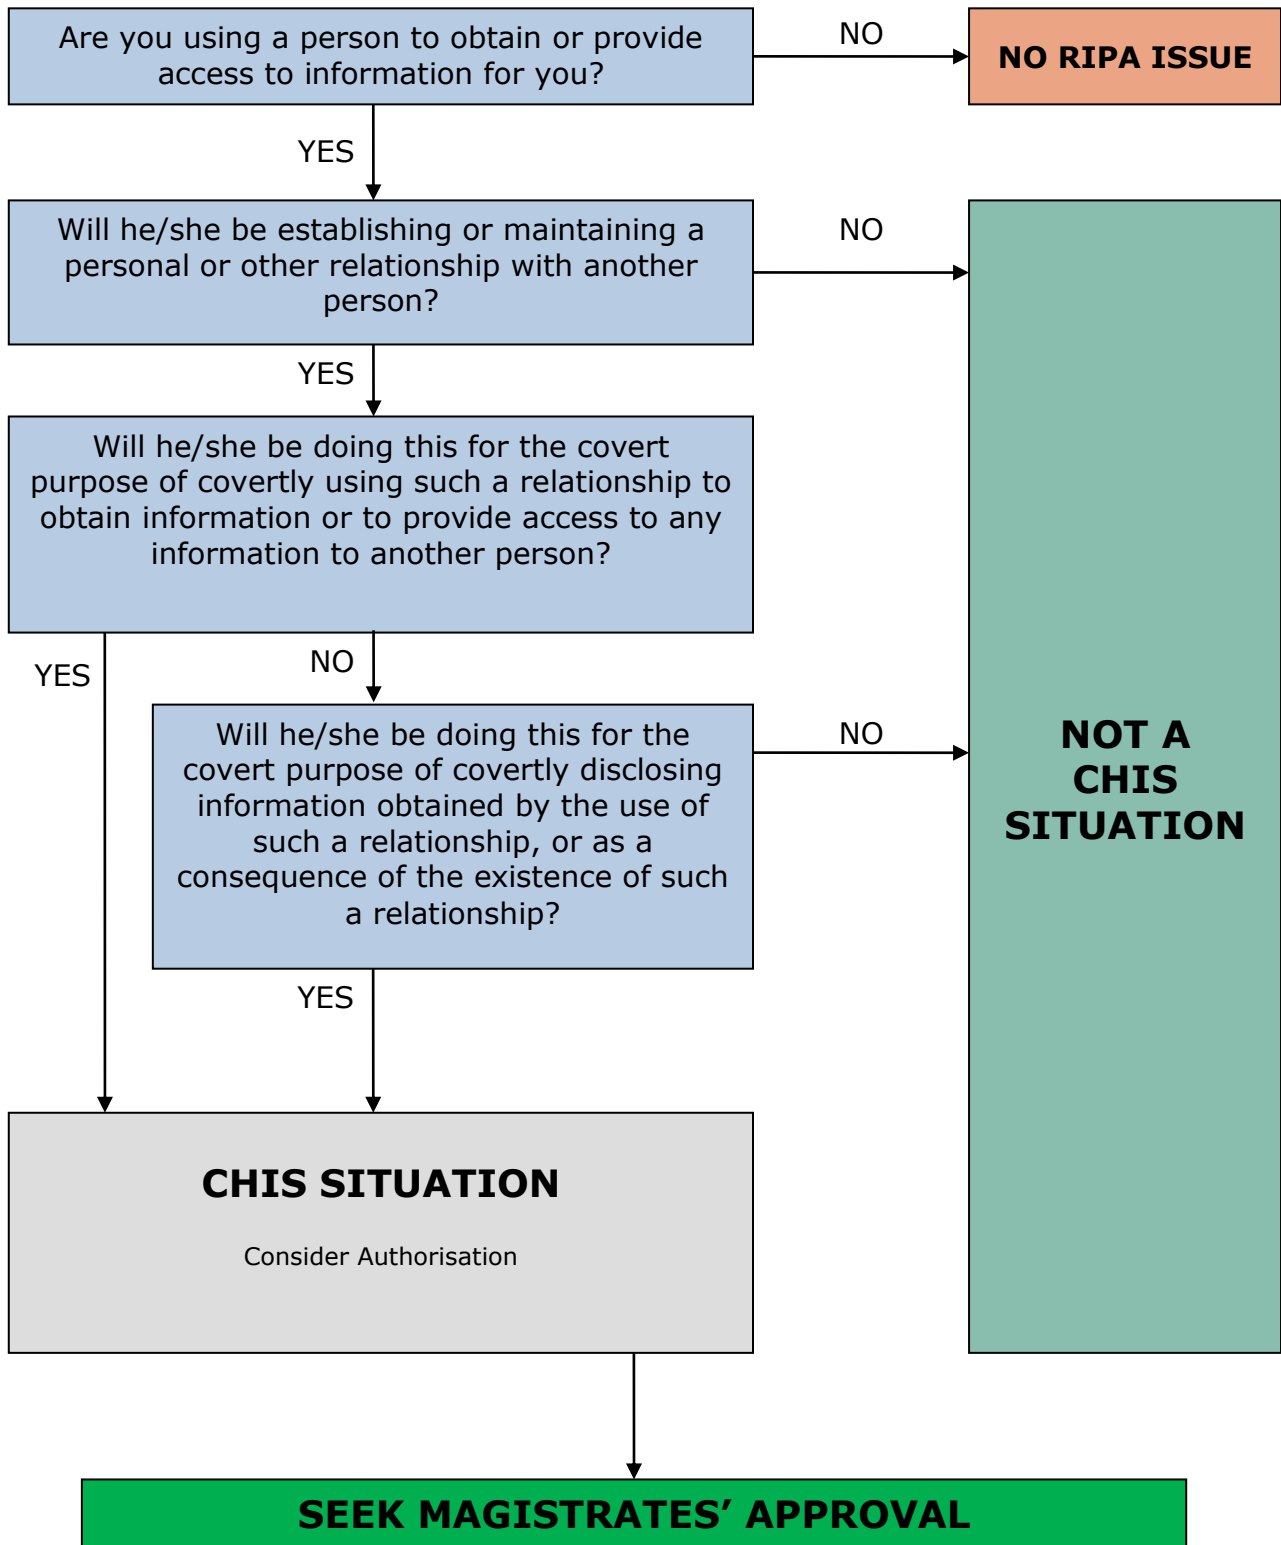 Are you using a person to obtain or provide
access to information for you?
NO
NO RIPA ISSUE
YES
Will he/she be establishing or maintaining a
personal or other relationship with another
person?
NO
YES
Will he/she be doing this for the covert
purpose of covertly using such a relationship to
obtain information or to provide access to any
information to another person?
YES
NO
Will he/she be doing this for the
covert purpose of covertly disclosing
information obtained by the use of
such a relationship, or as a
consequence of the existence of such
a relationship?
NO
NOT A
CHIS
SITUATION
YES
CHIS SITUATION
Consider Authorisation
SEEK MAGISTRATES’ APPROVAL